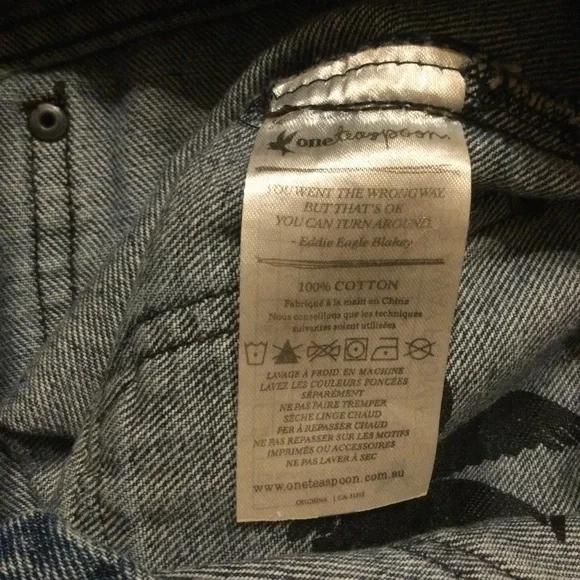 oneteaspoon
YOU WENT THE WRONG WAY,
BUT THAT'S OK
YOU CAN TURN AROUND.
- Eddie Eagle Blakey
100% COTTON
Fabriqué à la main en China
Nous conseillons que les techniques
suivantes soient utilisées
LAVAGE À FROID EN MACHINE
LAVEZ LES COULEURS FONCÉES
SÉPARÉMENT
NE PAS FAIRE TREMPER
SÈCHE LINGE CHAUD
FER À REPASSER CHAUD
NE PAS REPASSER SUR LES MOTIFS
IMPRIMÉS OU ACCESSOIRES
NE PAS LAVER À SEC
www.oneteaspoon.com.au